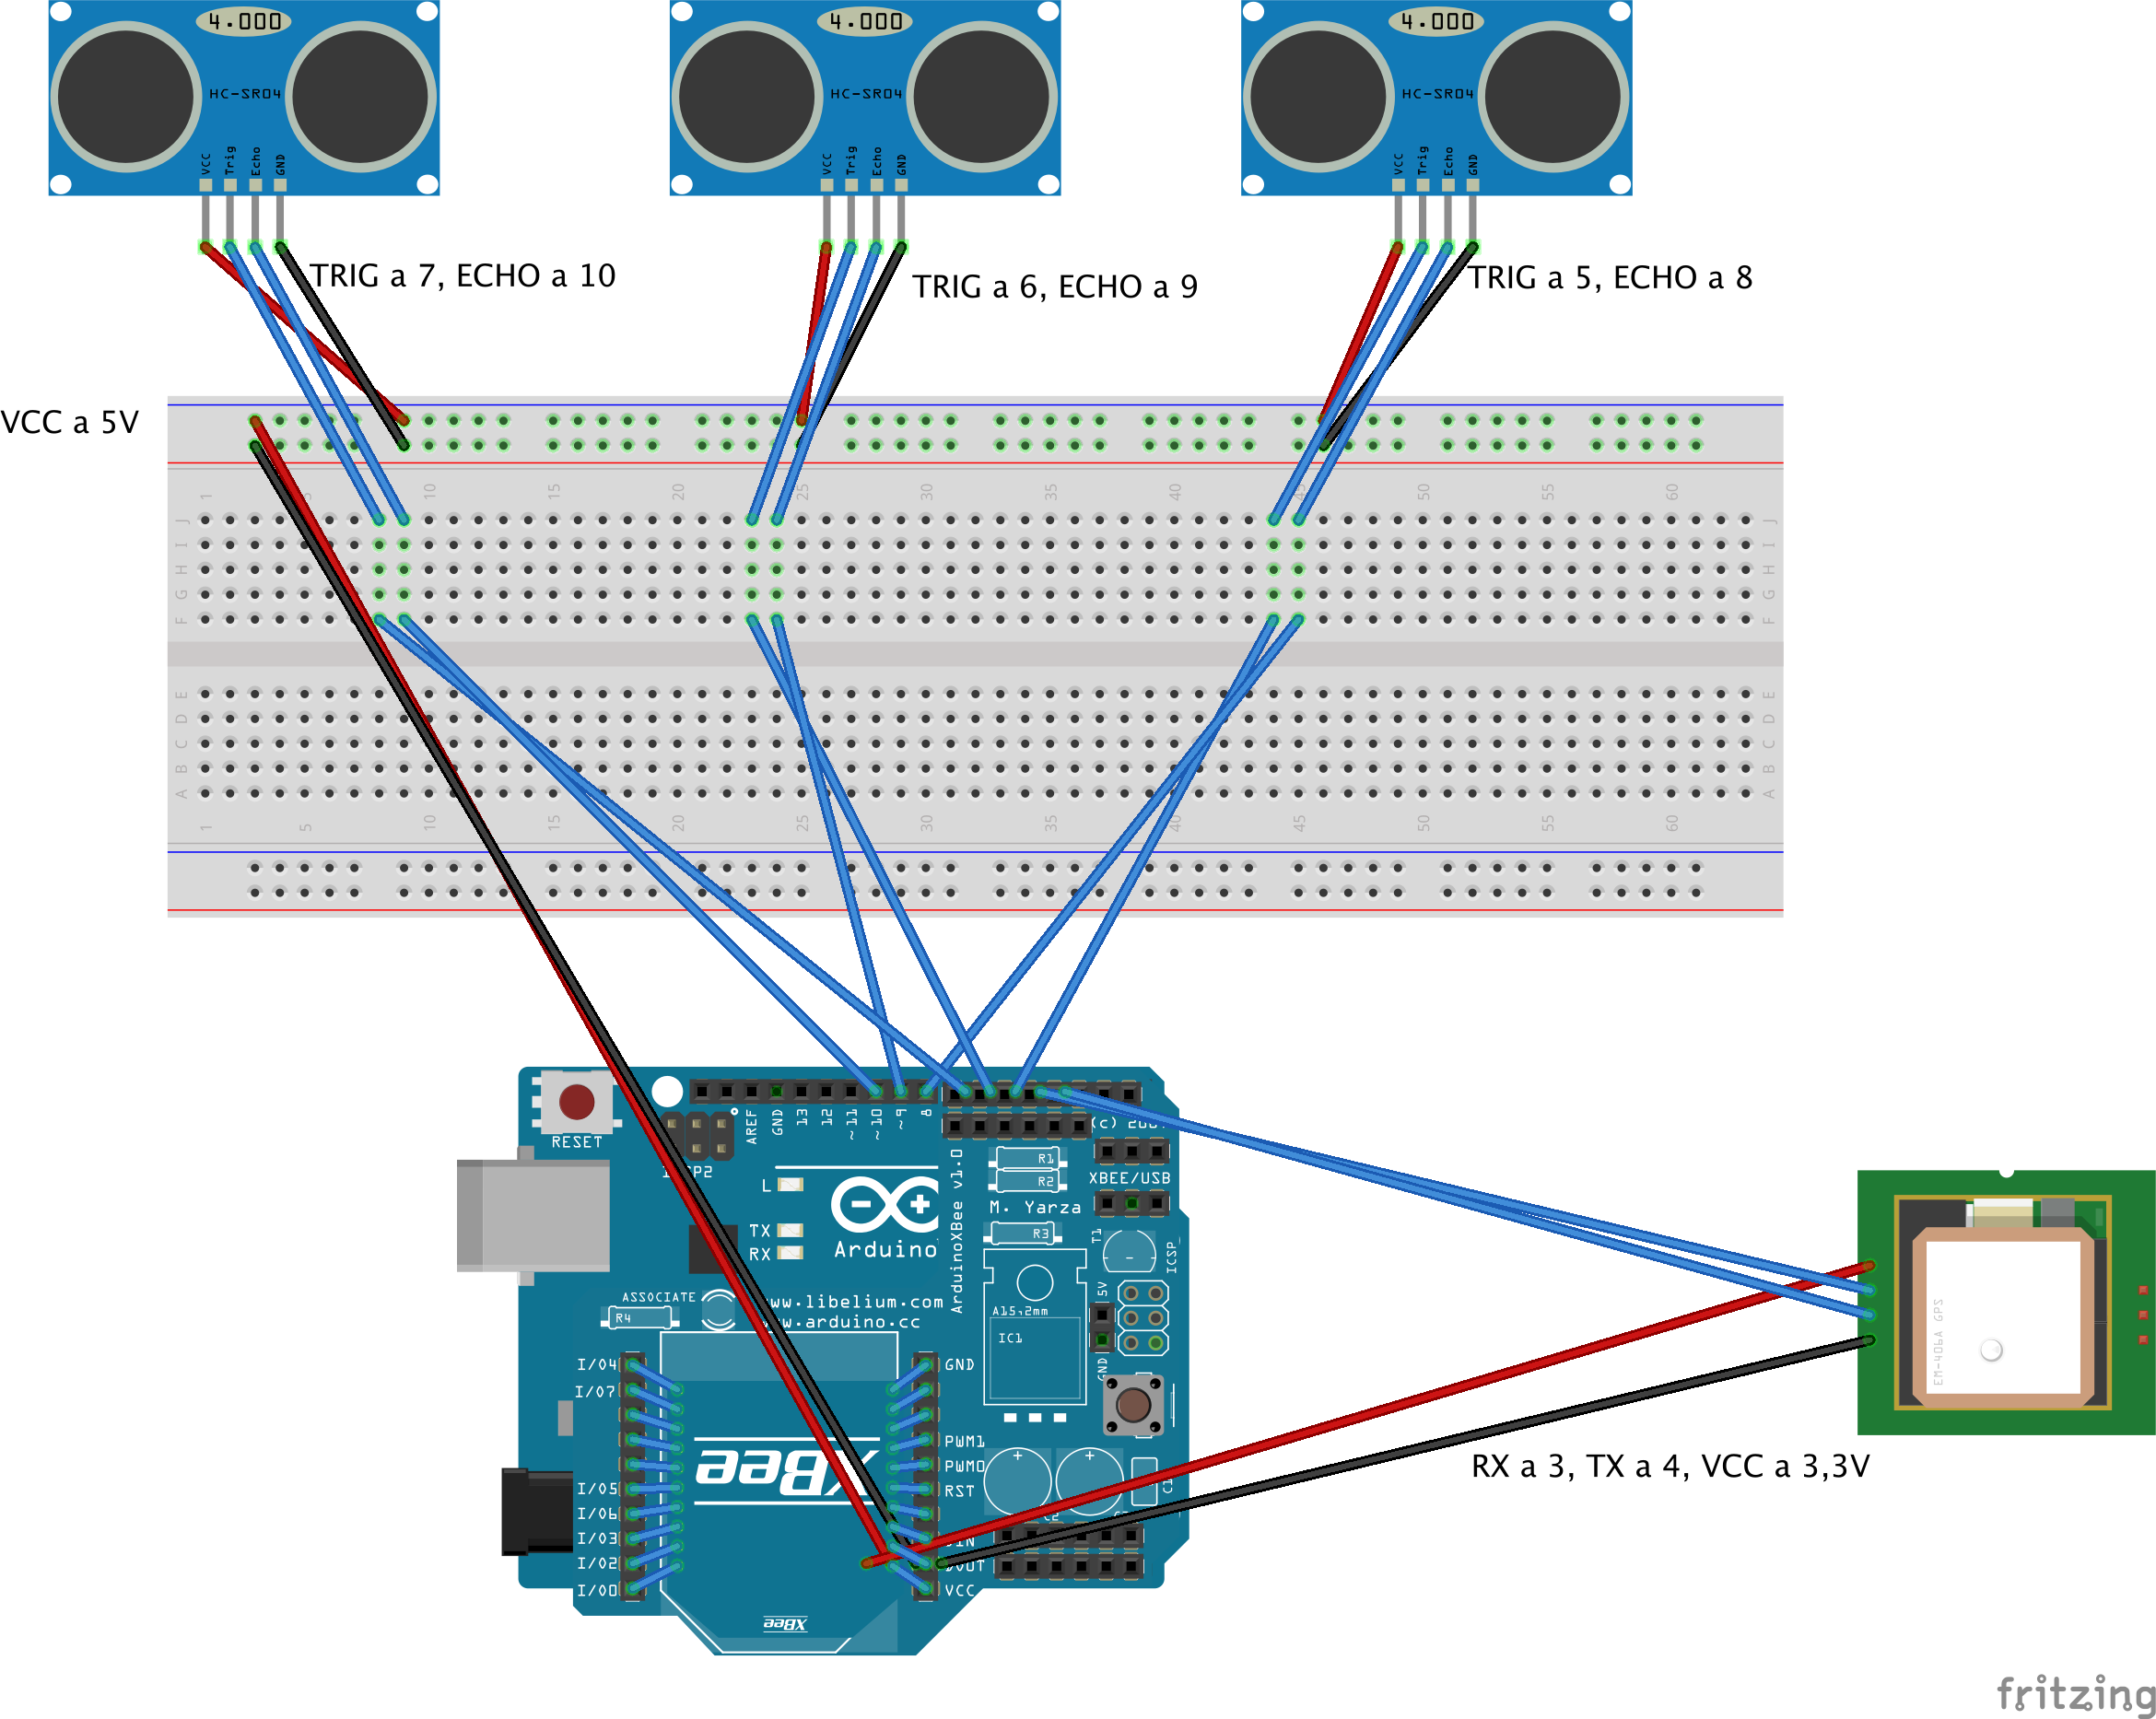 4.000
HC-SR04
VCC Trig Echo GND
4.000
HC-SR04
VCC Trig Echo GND
4.000
HC-SR04
VCC Trig Echo GND
TRIG a 7, ECHO a 10
TRIG a 6, ECHO a 9
TRIG a 5, ECHO a 8
VCC a 5V
1 10 15 20 25 30 35 40 45 50 55 60
J J
I I
H H
G G
F F
E E
D D
C C
B B
A A
1 5 10 15 20 25 30 35 40 45 50 55 60
RESET
AREF GND 13 12 ~11 ~10 ~9 8
L
TX
RX
Arduino
ArduinoXBee v1.0
R1
R2
M. Yarza
R3
XBEE/USB
T1
ICSP
5V
GND
A15,2mm
IC1
ASSOCIATE
R4
www.libelium.com
www.arduino.cc
I/O4 GND
I/O7
PWM1
PWM0
I/O5 RST
I/O6
I/O3
I/O2
I/O0 VCC
XBee
XBee
C1
C2
EM-406A GPS
RX a 3, TX a 4, VCC a 3,3V
fritzing